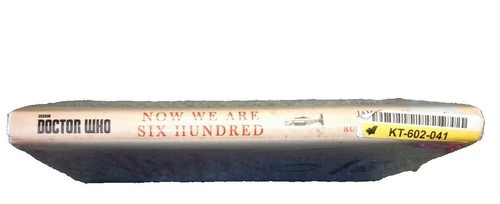 BBC
DOCTOR WHO
NOW WE ARE
SIX HUNDRED
KT-602-041